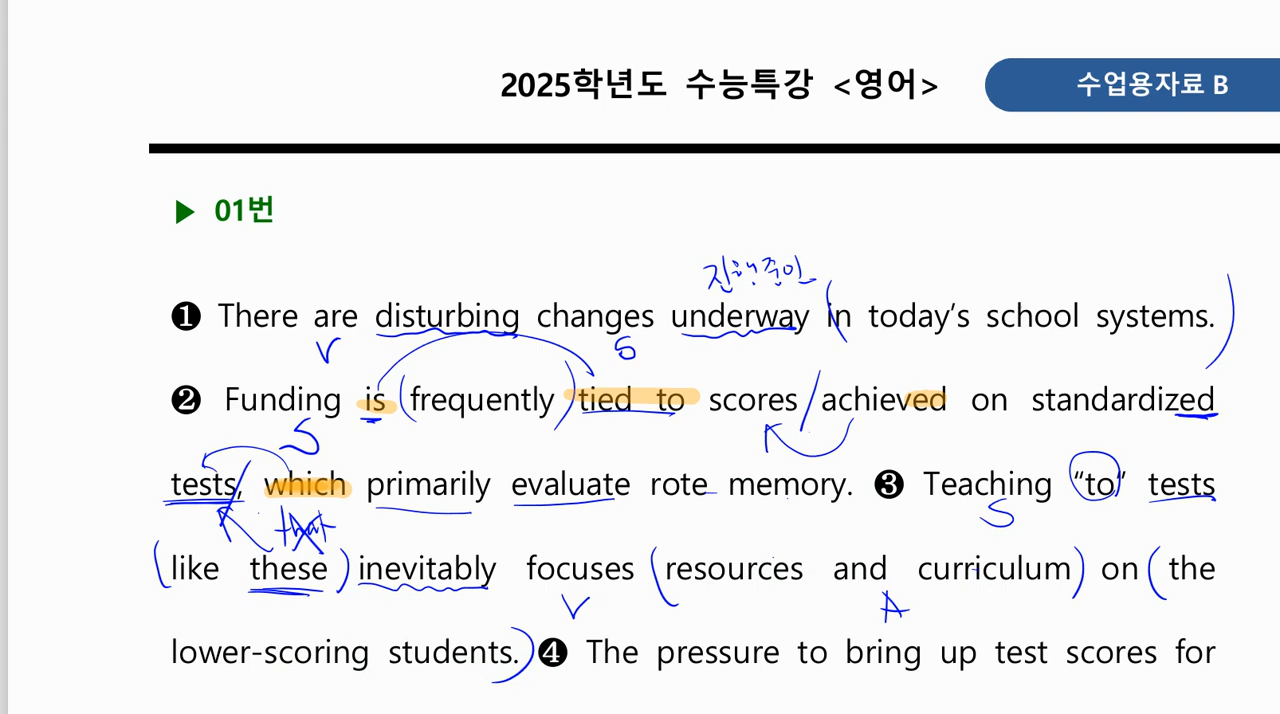 2025학년도 수능특강 <영어>
수업용자료 B
▶ 01번
진행중인
❶ There are disturbing changes underway in today’s school systems.
V S
❷ Funding is frequently tied to scores achieved on standardized
S
tests, which primarily evaluate rote memory. ❸ Teaching “to” tests
that S
like these inevitably focuses resources and curriculum on the
V A
lower-scoring students. ❹ The pressure to bring up test scores for